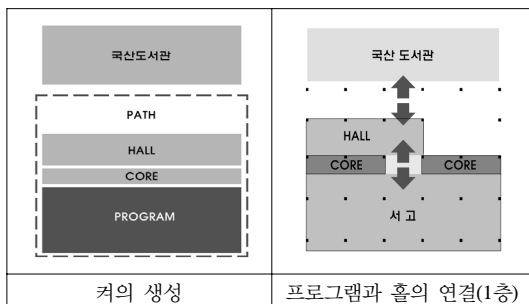 국산도서관
PATH
HALL
CORE
PROGRAM
국산 도서관
HALL
CORE CORE
서 고
켜의 생성
프로그램과 홀의 연결(1층)